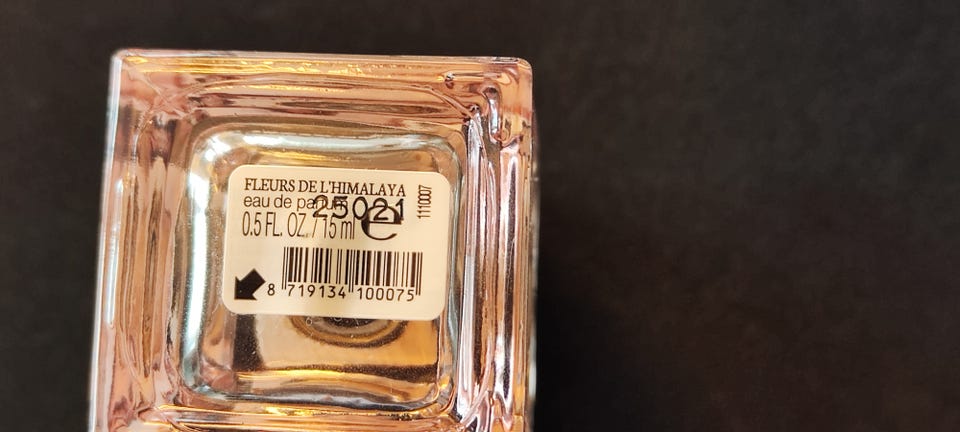 FLEURS DE L'HIMALAYA
eau de parfum
25021
0.5 FL. OZ. / 15 ml e
1110007
8 719134 100075